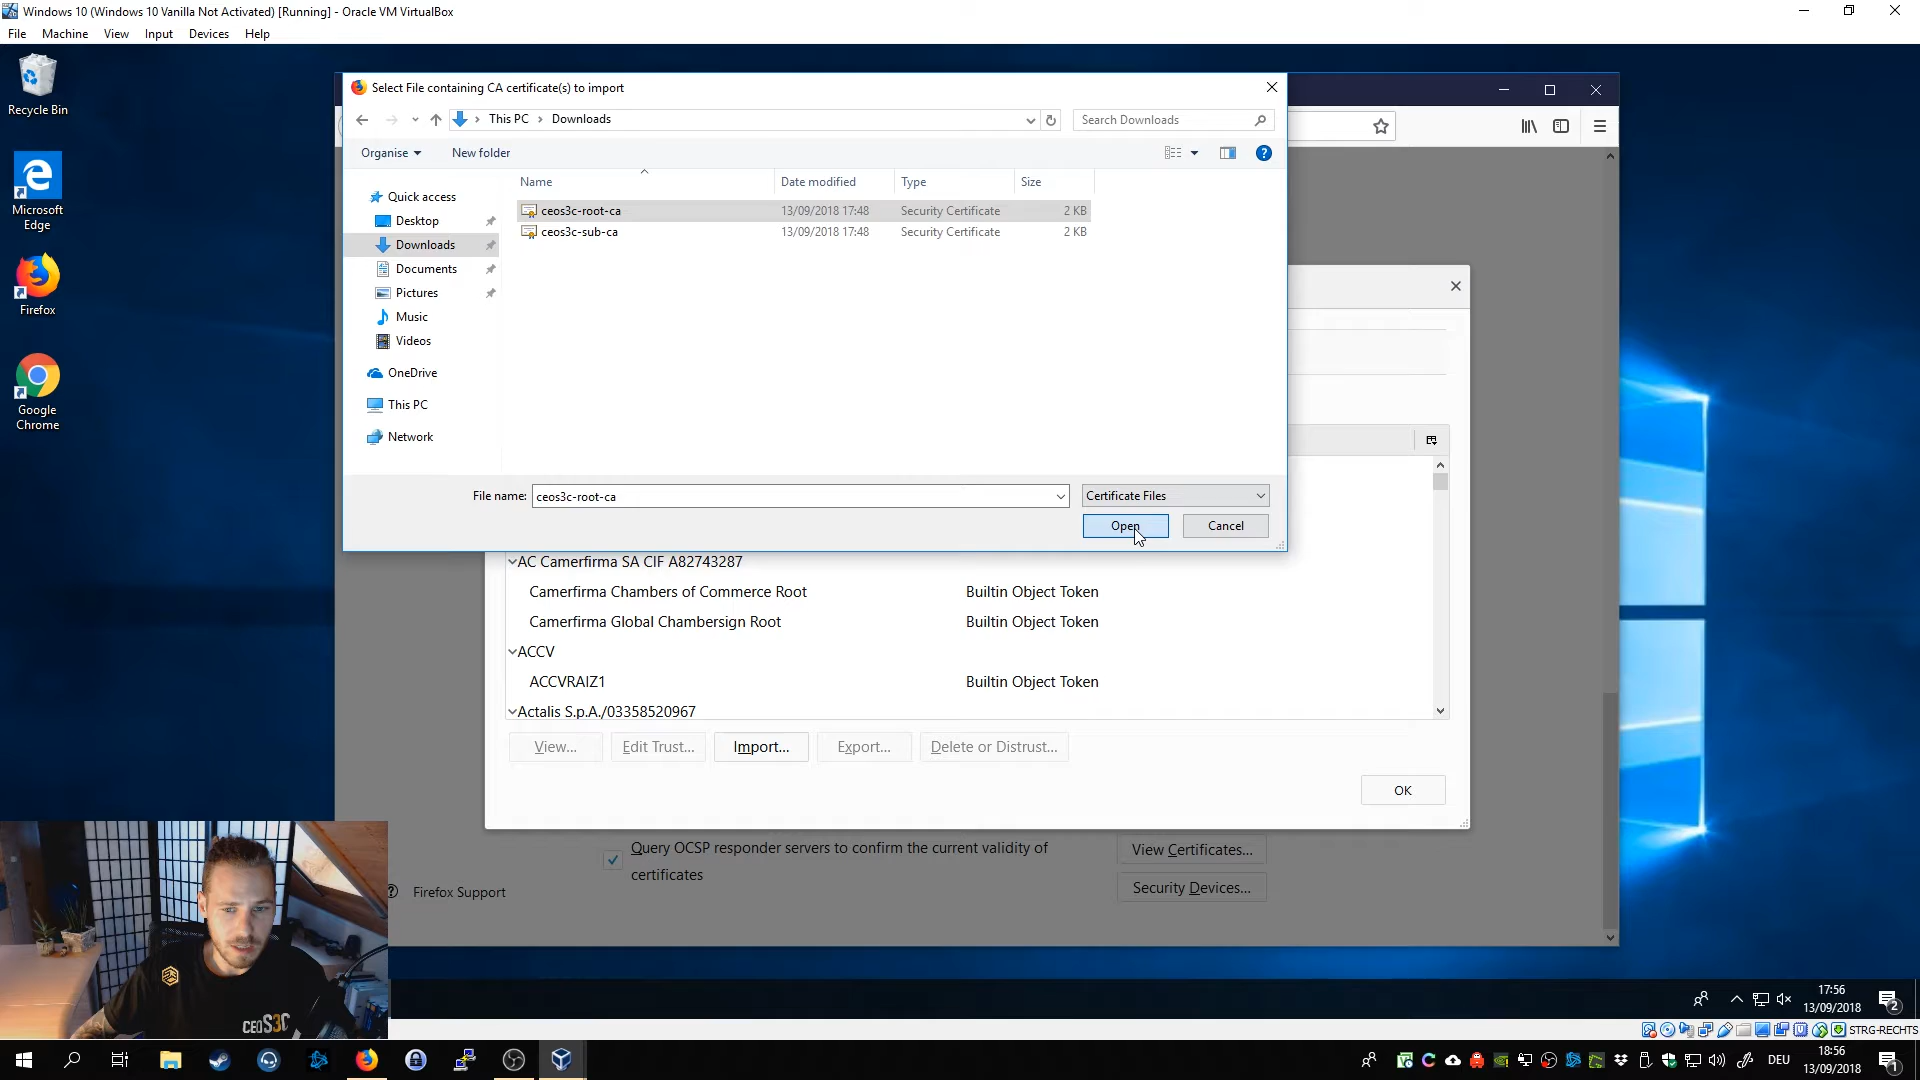 Windows 10 (Windows 10 Vanilla Not Activated) [Running] - Oracle VM VirtualBox
File Machine View Input Devices Help
Recycle Bin
Microsoft
Edge
Firefox
Google
Chrome
Select File containing CA certificate(s) to import
This PC Downloads
Search Downloads
Organise New folder
Name Date modified Type Size
ceos3c-root-ca 13/09/2018 17:48 Security Certificate 2 KB
ceos3c-sub-ca 13/09/2018 17:48 Security Certificate 2 KB
Quick access
Desktop
Downloads
Documents
Pictures
Music
Videos
OneDrive
This PC
Network
File name: ceos3c-root-ca Certificate Files
Open Cancel
AC Camerfirma SA CIF A82743287
Camerfirma Chambers of Commerce Root Builtin Object Token
Camerfirma Global Chambersign Root Builtin Object Token
ACCV
ACCVRAIZ1 Builtin Object Token
Actalis S.p.A./03358520967
View... Edit Trust... Import... Export... Delete or Distrust...
OK
Query OCSP responder servers to confirm the current validity of
certificates
View Certificates...
Security Devices...
Firefox Support
CEOS3C
17:56
13/09/2018
2
STRG-RECHTS
DEU
18:56
13/09/2018
1